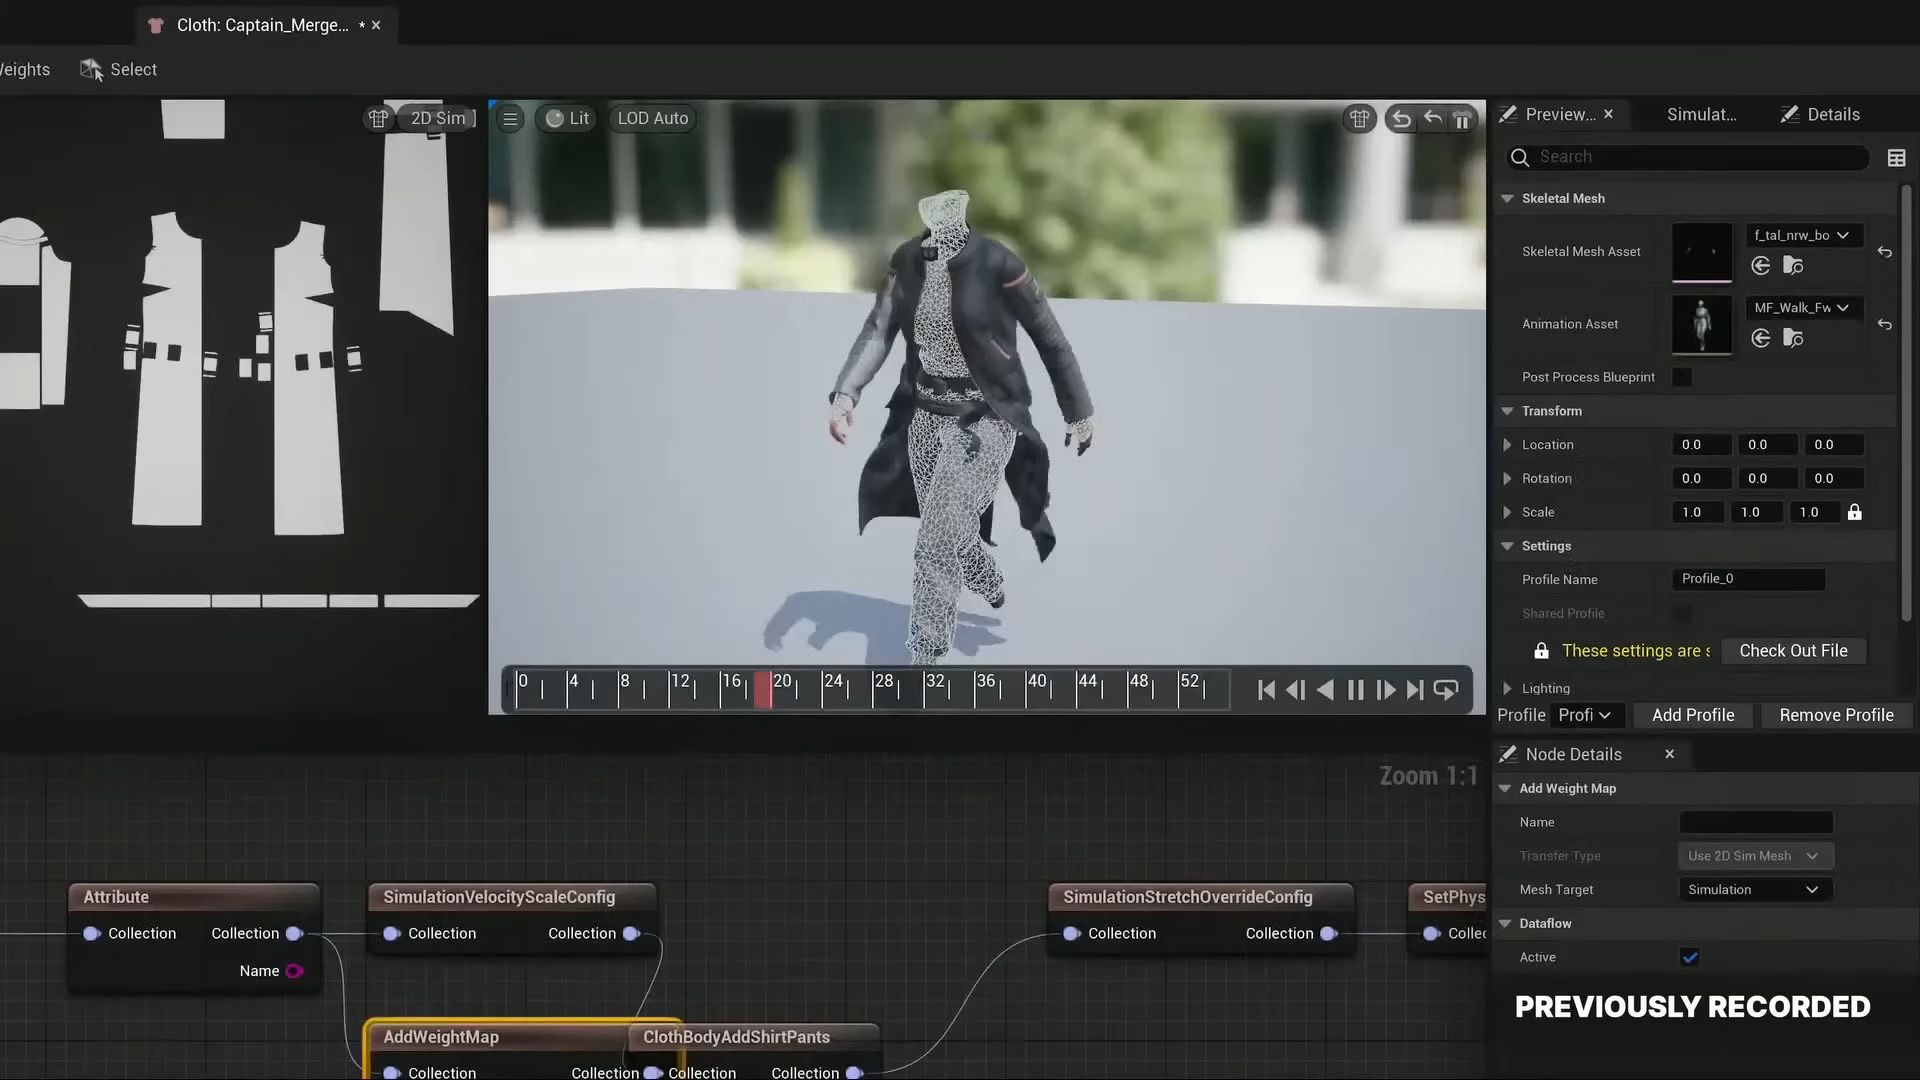 Cloth: Captain_Merge... *
eights
Select
2D Sim
Lit
LOD Auto
Preview...
Simulat...
Details
Search
Skeletal Mesh
Skeletal Mesh Asset
f_tal_nrw_bo
Animation Asset
MF_Walk_Fw
Post Process Blueprint
Transform
Location 0.0 0.0 0.0
Rotation 0.0 0.0 0.0
Scale 1.0 1.0 1.0
Settings
Profile Name Profile_0
Shared Profile
These settings are s
Check Out File
Lighting
Profile Profi Add Profile Remove Profile
0 4 8 12 16 20 24 28 32 36 40 44 48 52
Zoom 1:1
Node Details
Add Weight Map
Name
Transfer Type Use 2D Sim Mesh
Mesh Target Simulation
Dataflow
Active
PREVIOUSLY RECORDED
Attribute
Collection Collection
Name
SimulationVelocityScaleConfig
Collection Collection
SimulationStretchOverrideConfig
Collection Collection
SetPhys
Collec
AddWeightMap
Collection Collection
ClothBodyAddShirtPants
Collection Collection